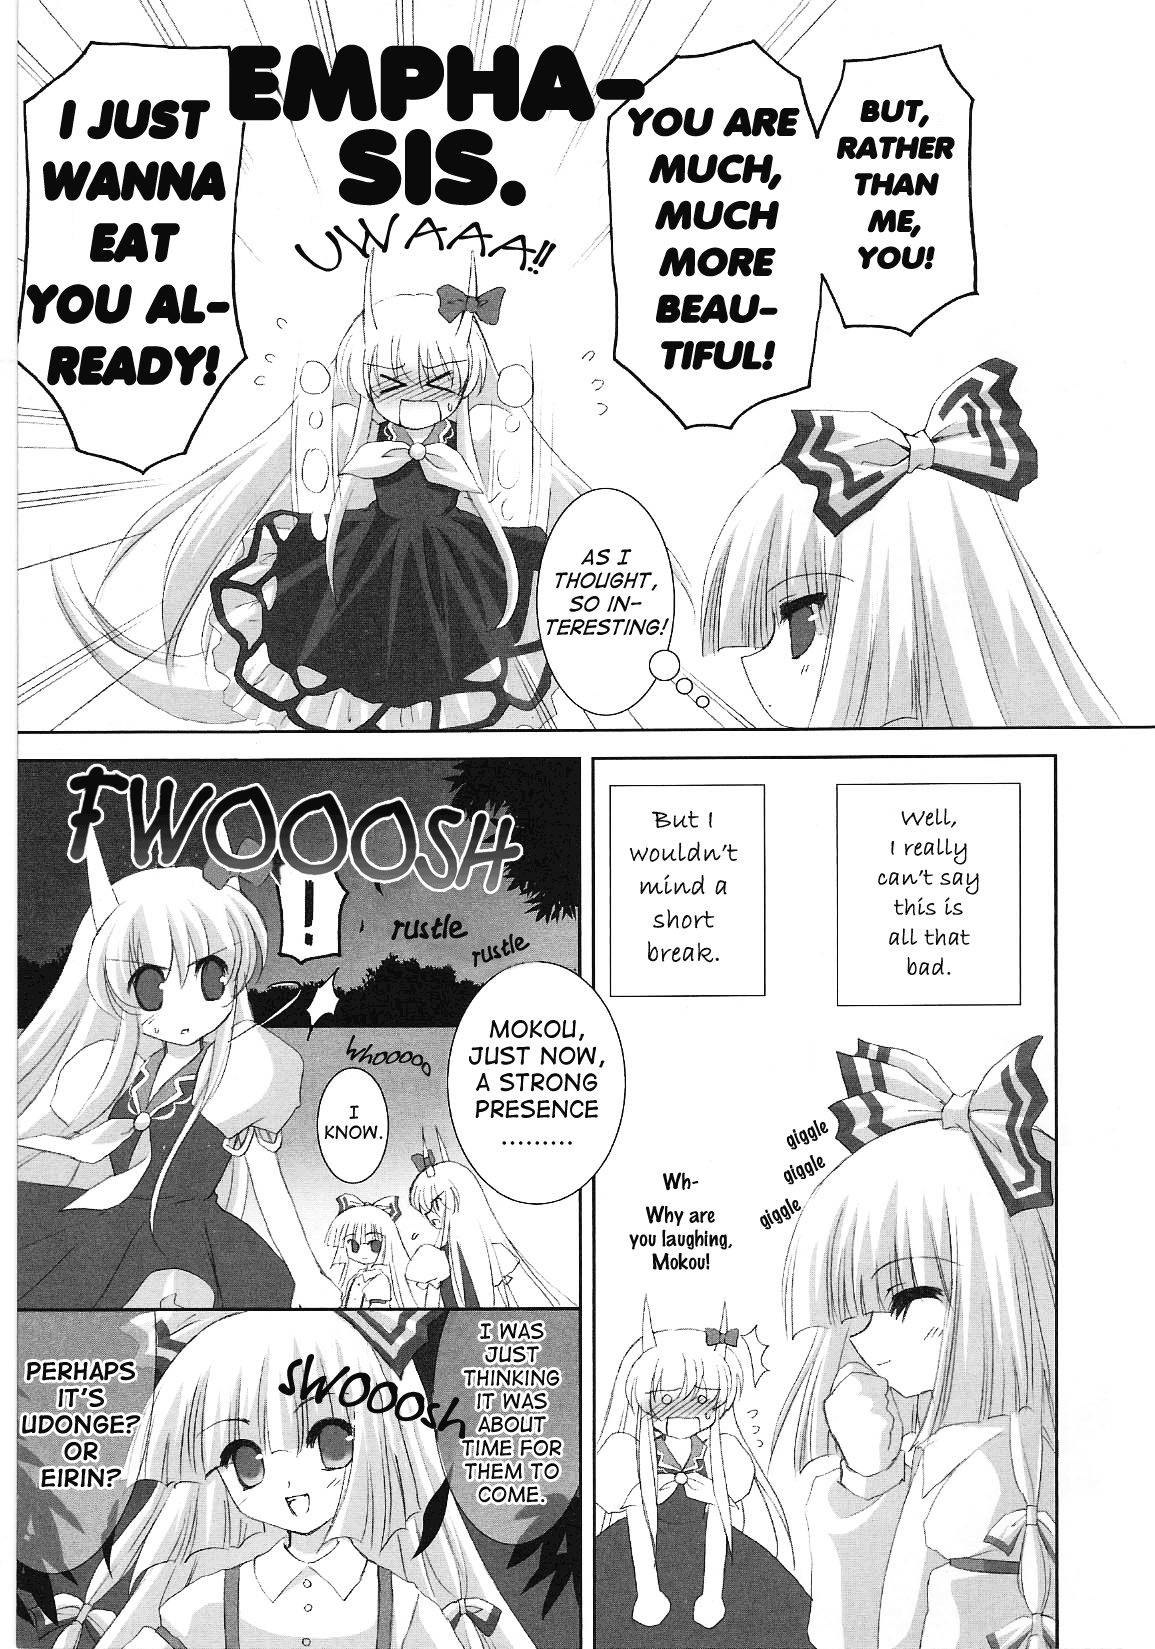 BUT,
RATHER
THAN
ME,
YOU!
YOU ARE
MUCH,
MUCH
MORE
BEAU-
TIFUL!
EMPHA-
SIS.
UWAAAA!!
I JUST
WANNA
EAT
YOU AL-
READY!
AS I
THOUGHT,
SO IN-
TERESTING!
Well,
I really
can't say
this is
all that
bad.
But I
wouldn't
mind a
short
break.
giggle
giggle
giggle
Wh-
Why are
you laughing,
Mokou!
FWOOOSH
!
rustle
rustle
MOKOU,
JUST NOW,
A STRONG
PRESENCE
.........
Whooooo
I
KNOW.
I WAS
JUST
THINKING
IT WAS
ABOUT
TIME FOR
THEM TO
COME.
SWOOOsh
PERHAPS
IT'S
UDONGE?
OR
EIRIN?